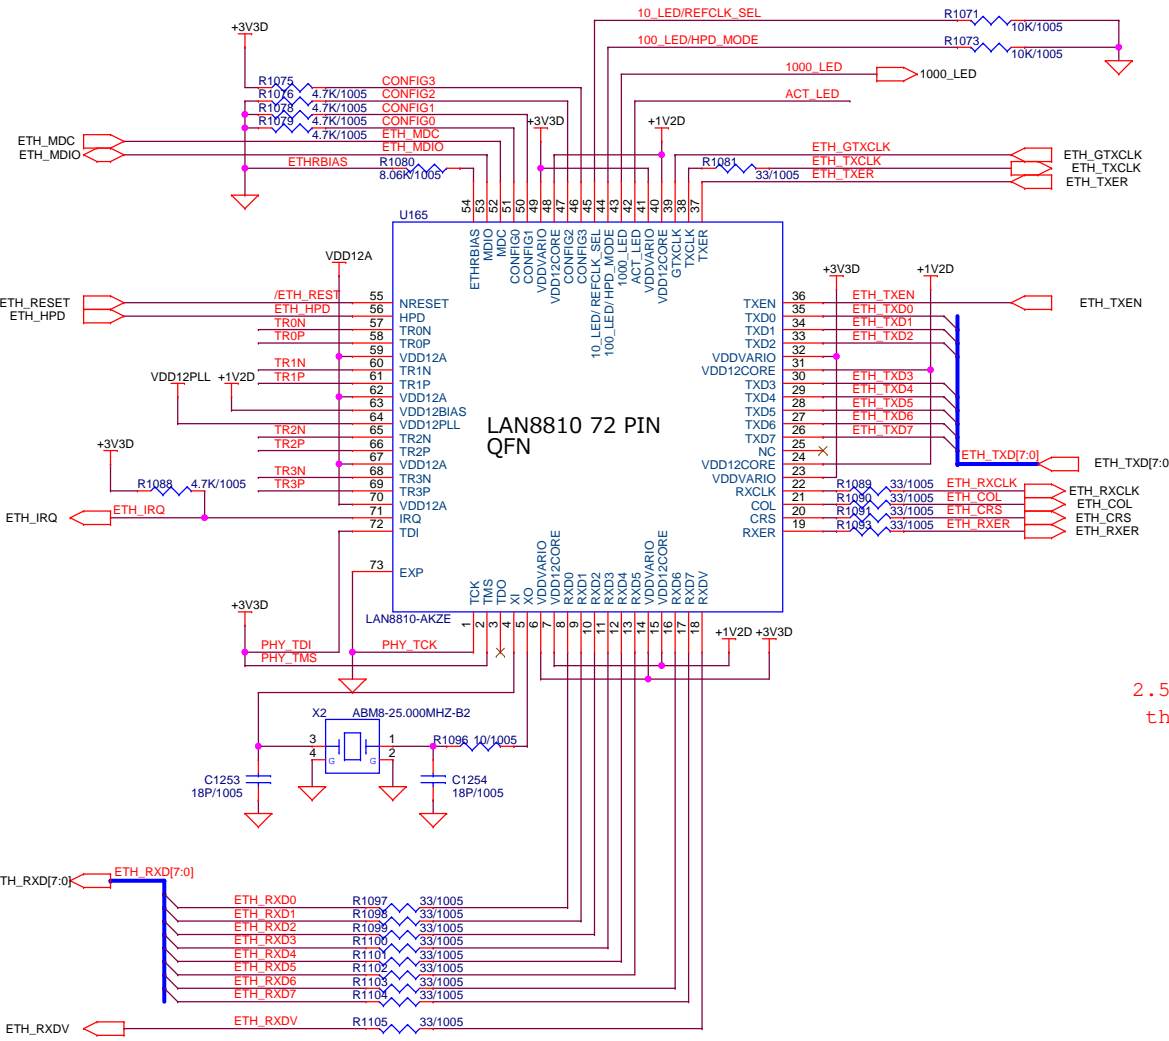 10_LED/REFCLK_SEL
R1071
10K/1005
+3V3D
100_LED/HPD_MODE
R1073
10K/1005
1000_LED
1000_LED
R1075
CONFIG3
R1076
4.7K/1005
CONFIG2
ACT_LED
R1078
4.7K/1005
CONFIG1
R1079
4.7K/1005
CONFIG0
+3V3D
+1V2D
4.7K/1005
ETH_MDC
ETH_MDC
ETH_MDIO
ETH_MDIO
ETH_GTXCLK
ETH_GTXCLK
ETHRBIAS
R1080
8.06K/1005
R1081
33/1005
ETH_TXCLK
ETH_TXCLK
ETH_TXER
ETH_TXER
54 53 52 51 50 49 48 47 46 45 44 43 42 41 40 39 38 37
U165
ETHRBIAS
MDIO
MDC
CONFIG0
CONFIG1
VDDVARIO
VDD12CORE
CONFIG2
CONFIG3
10_LED/ REFCLK_SEL
100_LED/ HPD_MODE
1000_LED
ACT_LED
VDDVARIO
VDD12CORE
GTXCLK
TXCLK
TXER
VDD12A
+3V3D
+1V2D
ETH_RESET
/ETH_REST
55 NRESET
ETH_HPD
ETH_HPD
56 HPD
TR0N
57 TR0N
TR0P
58 TR0P
59 VDD12A
TR1N
60 TR1N
TR1P
61 TR1P
62 VDD12A
VDD12PLL
+1V2D
63 VDD12BIAS
64 VDD12PLL
TR2N
65 TR2N
TR2P
66 TR2P
67 VDD12A
TR3N
68 TR3N
TR3P
69 TR3P
70 VDD12A
+3V3D
R1088
4.7K/1005
ETH_IRQ
ETH_IRQ
71 IRQ
72 TDI
73 EXP
LAN8810 72 PIN
QFN
TXEN 36 ETH_TXEN
ETH_TXEN
TXD0 35 ETH_TXD0
TXD1 34 ETH_TXD1
TXD2 33 ETH_TXD2
VDDVARIO 32
VDD12CORE 31
TXD3 30 ETH_TXD3
TXD4 29 ETH_TXD4
TXD5 28 ETH_TXD5
TXD6 27 ETH_TXD6
TXD7 26 ETH_TXD7
NC 25
VDD12CORE 24
ETH_TXD[7:0]
ETH_TXD[7:0
VDDVARIO 23
RXCLK 22 R1089 33/1005 ETH_RXCLK
ETH_RXCLK
COL 21 R1090 33/1005 ETH_COL
ETH_COL
CRS 20 R1091 33/1005 ETH_CRS
ETH_CRS
RXER 19 R1093 33/1005 ETH_RXER
ETH_RXER
TCK
TMS
TDO
XI
XO
VDDVARIO
VDD12CORE
RXD0
RXD1
RXD2
RXD3
RXD4
RXD5
VDDVARIO
VDD12CORE
RXD6
RXD7
RXDV
LAN8810-AKZE
1 2 3 4 5 6 7 8 9 10 11 12 13 14 15 16 17 18
+3V3D
PHY_TDI
PHY_TMS
PHY_TCK
+1V2D
+3V3D
2.5
th
X2
ABM8-25.000MHZ-B2
3 1
4 2
G G
R1096 10/1005
C1253
18P/1005
C1254
18P/1005
TH_RXD[7:0]
ETH_RXD[7:0]
ETH_RXD0 R1097 33/1005
ETH_RXD1 R1098 33/1005
ETH_RXD2 R1099 33/1005
ETH_RXD3 R1100 33/1005
ETH_RXD4 R1101 33/1005
ETH_RXD5 R1102 33/1005
ETH_RXD6 R1103 33/1005
ETH_RXD7 R1104 33/1005
ETH_RXDV
ETH_RXDV R1105 33/1005